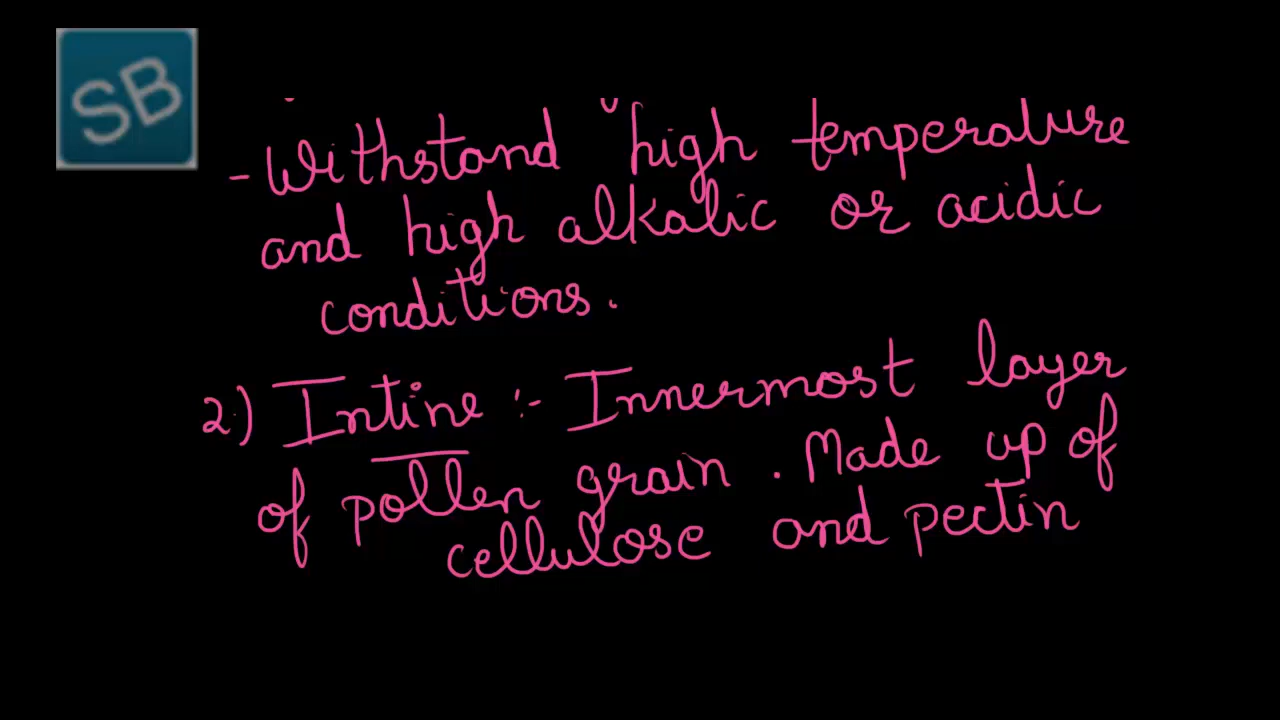 SB
- Withstand high temperature
and high alkalic or acidic
conditions.
2) Intine :- Innermost layer
of pollen grain. Made up of
cellulose and pectin